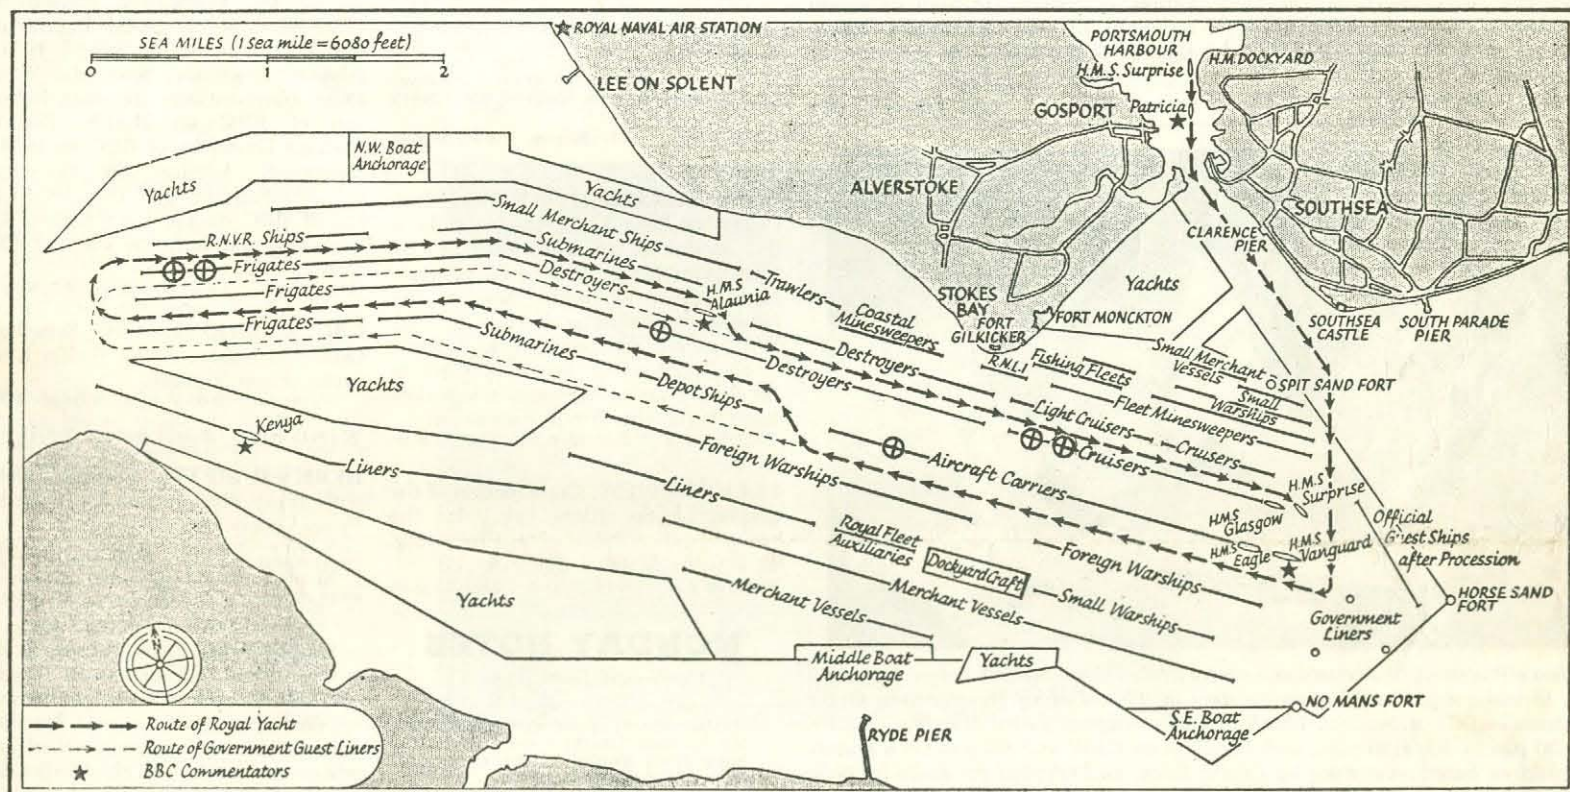 SEA MILES (1 Sea mile = 6080 feet)
0 1 2
ROYAL NAVAL AIR STATION
LEE ON SOLENT
PORTSMOUTH
HARBOUR
H.M.S. Surprise
H.M. DOCKYARD
Patricia
GOSPORT
ALVERSTOKE
SOUTHSEA
CLARENCE
PIER
N.W. Boat
Anchorage
Yachts
Yachts
Small Merchant Ships
R.N.V.R. Ships
Submarines
Frigates
Destroyers
H.M.S
Alaunia
Trawlers
Coastal
Minesweepers
STOKES
BAY
FORT
GILKICKER
FORT MONCKTON
Yachts
SOUTHSEA
CASTLE
SOUTH PARADE
PIER
Frigates
Frigates
Submarines
Destroyers
Destroyers
R.N.L.I
Fishing Fleets
Small Merchant
Vessels
SPIT SAND FORT
Small
Warships
Yachts
Depot Ships
Light Cruisers
Fleet Minesweepers
Kenya
Liners
Foreign Warships
Aircraft Carriers
Cruisers
Cruisers
H.M.S
Surprise
Liners
Royal Fleet
Auxiliaries
HMS
Glasgow
H.M.S
Eagle
H.M.S
Vanguard
Official
Guest Ships
after Procession
Dockyard Craft
Foreign Warships
Yachts
Merchant Vessels
Merchant Vessels
Small Warships
Government
Liners
HORSE SAND
FORT
Middle Boat
Anchorage
Yachts
NO MANS FORT
S.E. Boat
Anchorage
RYDE PIER
Route of Royal Yacht
Route of Government Guest Liners
BBC Commentators